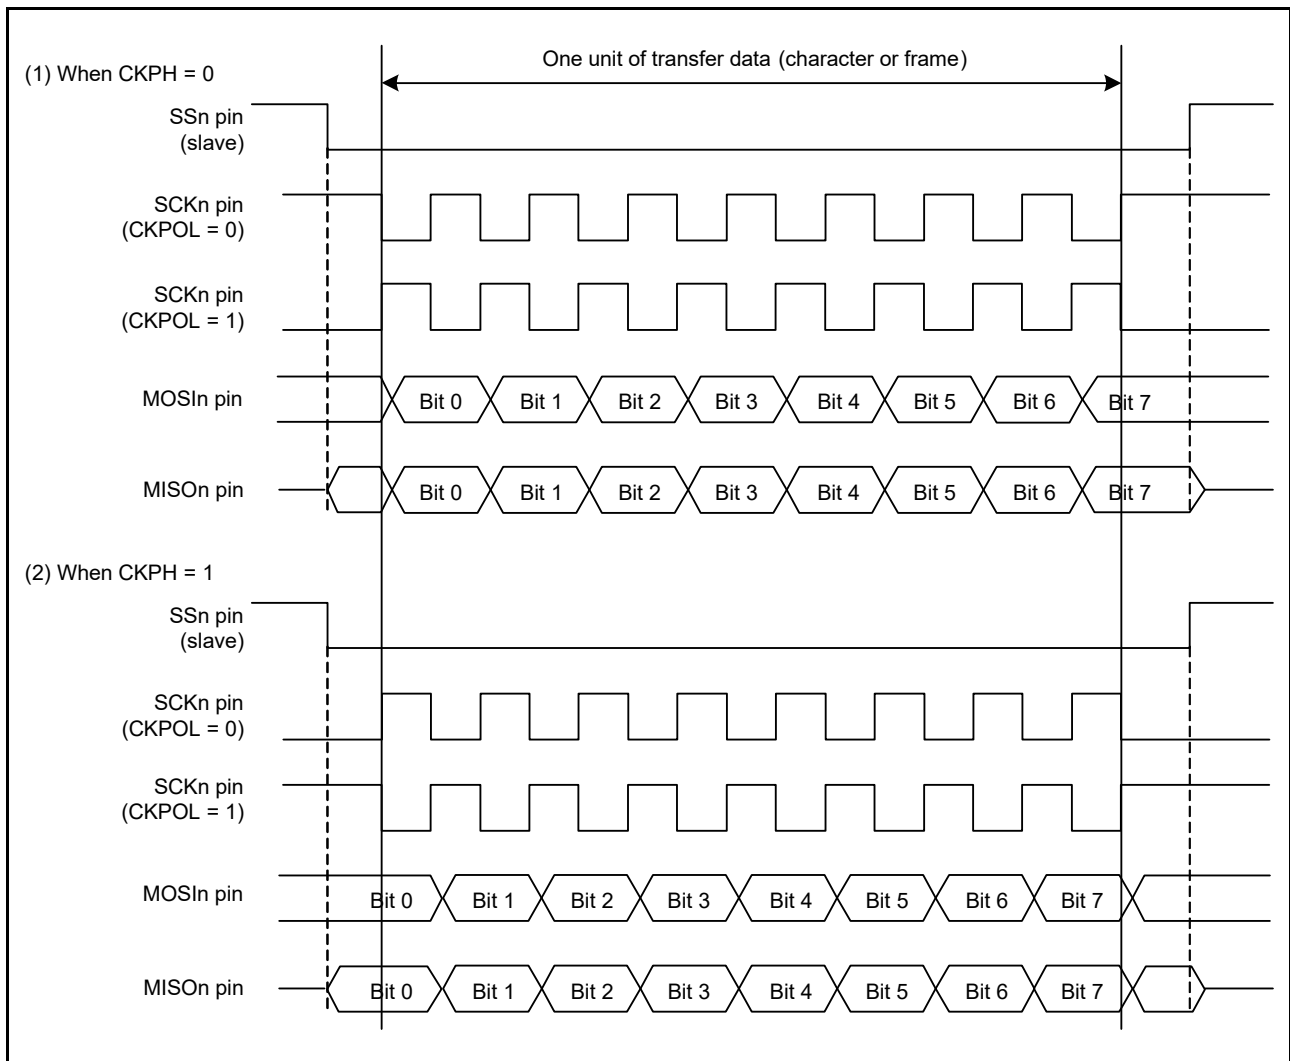 One unit of transfer data (character or frame)
(1) When CKPH = 0
SSn pin
(slave)
SCKn pin
(CKPOL = 0)
SCKn pin
(CKPOL = 1)
MOSIn pin
Bit 0 Bit 1 Bit 2 Bit 3 Bit 4 Bit 5 Bit 6 Bit 7
MISOn pin
Bit 0 Bit 1 Bit 2 Bit 3 Bit 4 Bit 5 Bit 6 Bit 7
(2) When CKPH = 1
SSn pin
(slave)
SCKn pin
(CKPOL = 0)
SCKn pin
(CKPOL = 1)
MOSIn pin
Bit 0 Bit 1 Bit 2 Bit 3 Bit 4 Bit 5 Bit 6 Bit 7
MISOn pin
Bit 0 Bit 1 Bit 2 Bit 3 Bit 4 Bit 5 Bit 6 Bit 7